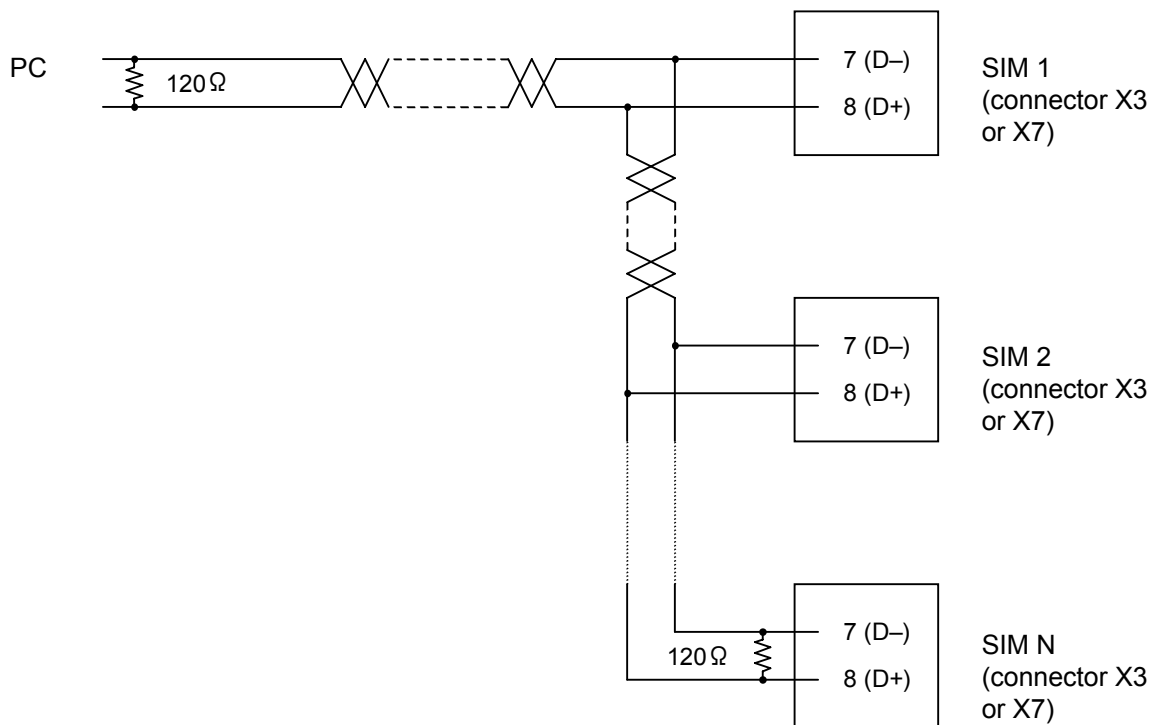 PC
120Ω
7 (D–)
8 (D+)
SIM 1
(connector X3
or X7)
7 (D–)
8 (D+)
SIM 2
(connector X3
or X7)
120Ω
7 (D–)
8 (D+)
SIM N
(connector X3
or X7)